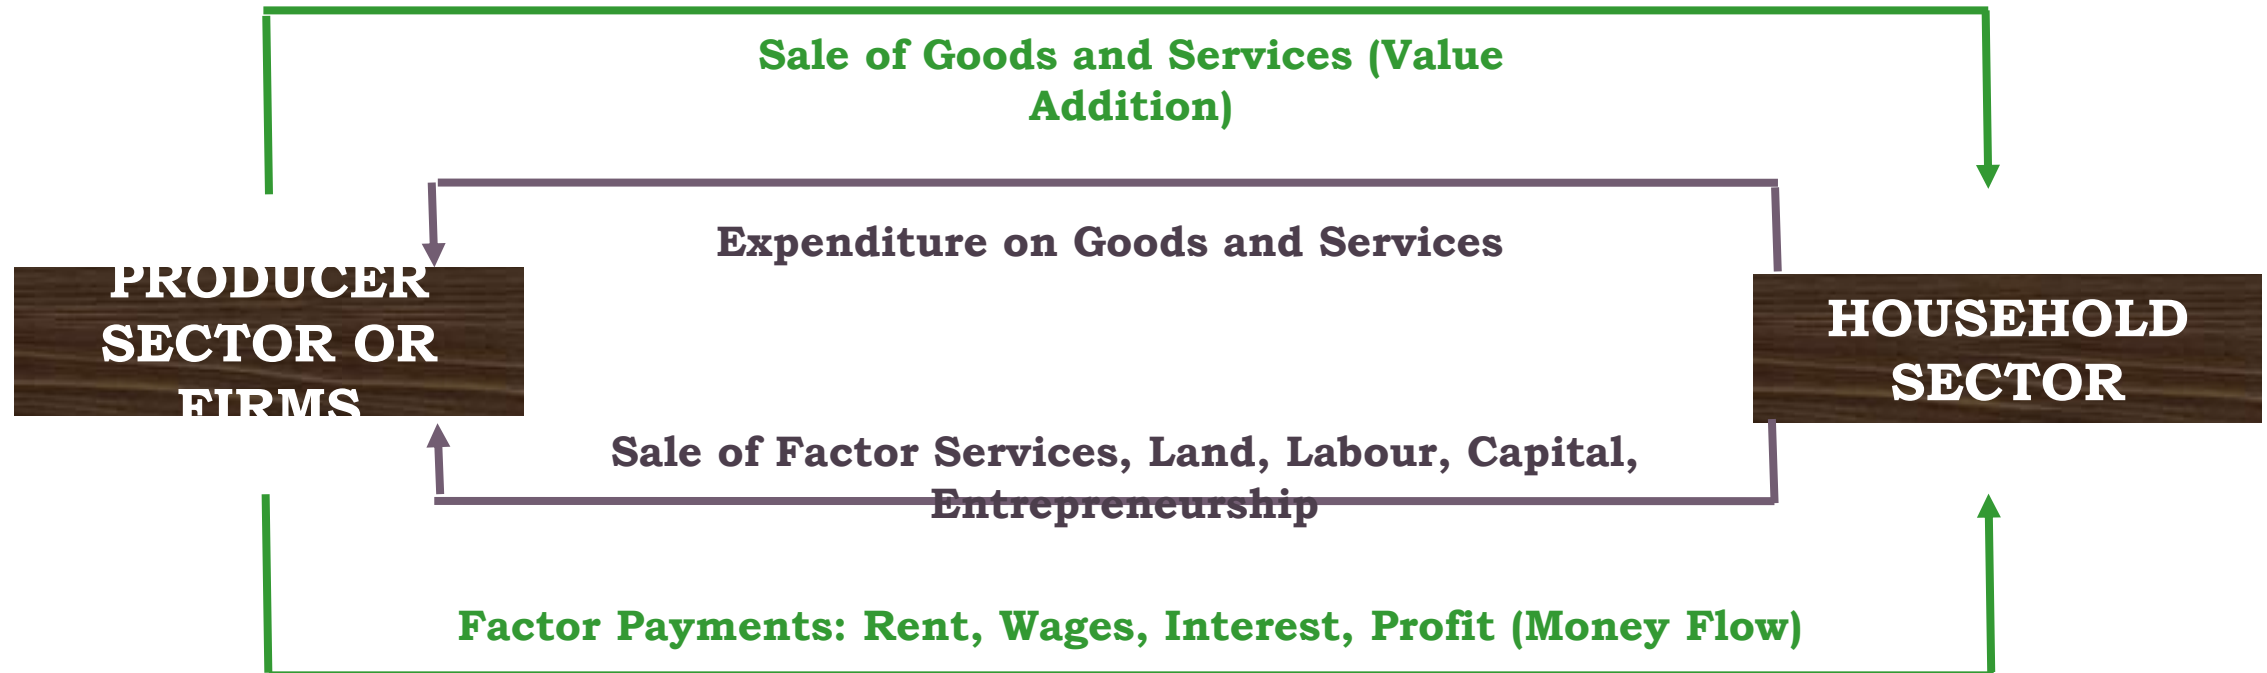 Sale of Goods and Services (Value
Addition)
Expenditure on Goods and Services
PRODUCER
SECTOR OR
FIRMS
HOUSEHOLD
SECTOR
Sale of Factor Services, Land, Labour, Capital,
Entrepreneurship
Factor Payments: Rent, Wages, Interest, Profit (Money Flow)